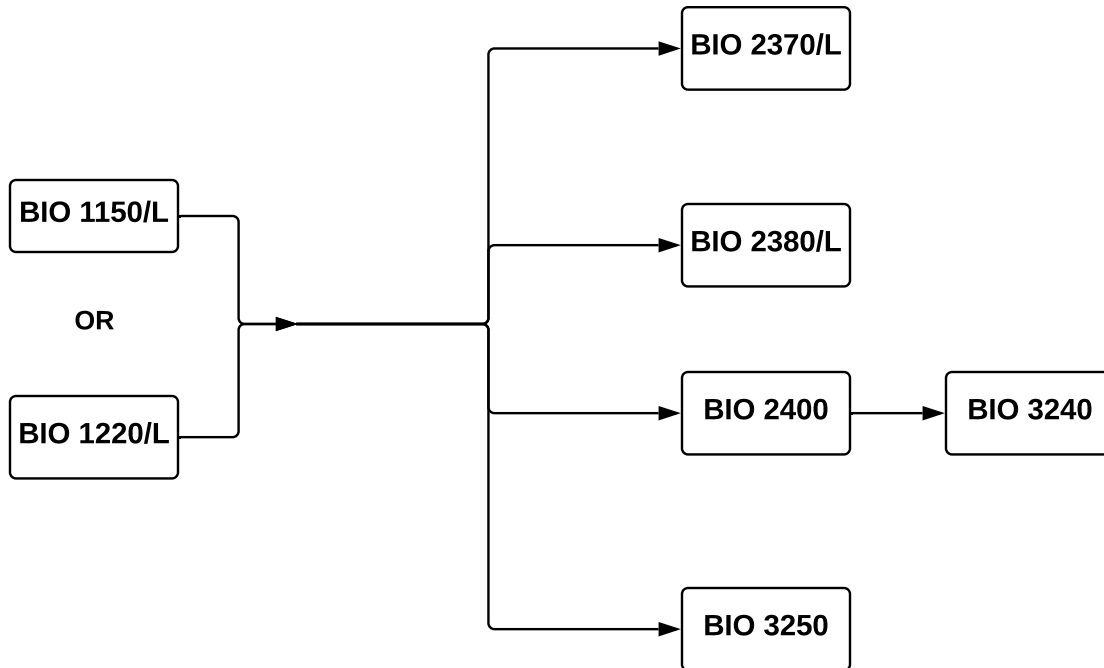 BIO 2370/L
BIO 1150/L
BIO 2380/L
OR
BIO 2400
BIO 3240
BIO 1220/L
BIO 3250